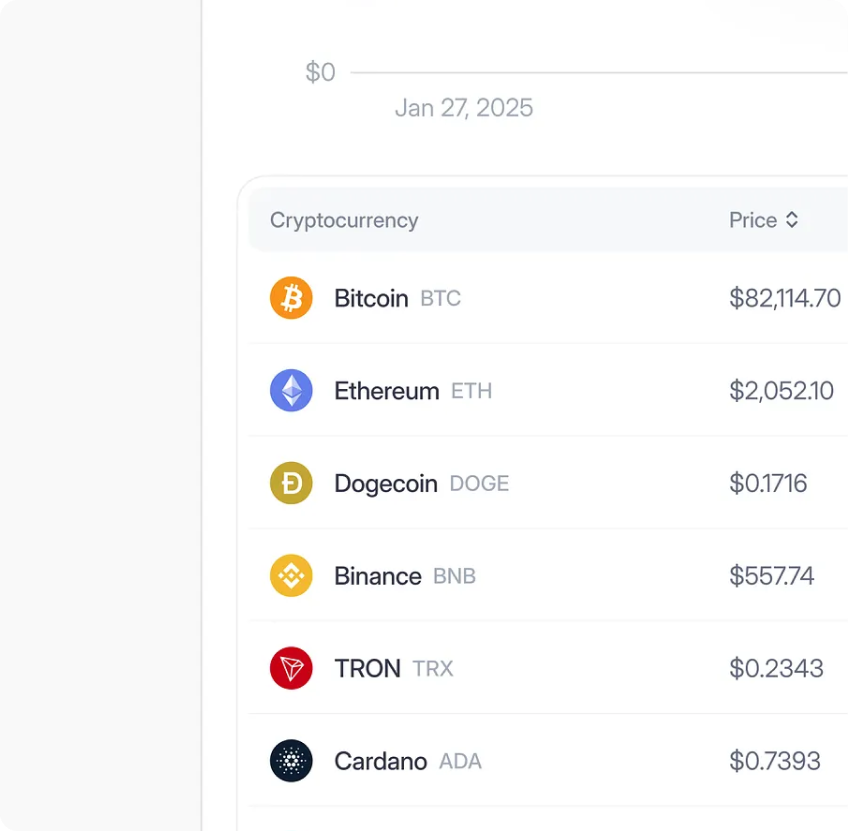 $0
Jan 27, 2025
Cryptocurrency Price
Bitcoin BTC $82,114.70
Ethereum ETH $2,052.10
Dogecoin DOGE $0.1716
Binance BNB $557.74
TRON TRX $0.2343
Cardano ADA $0.7393